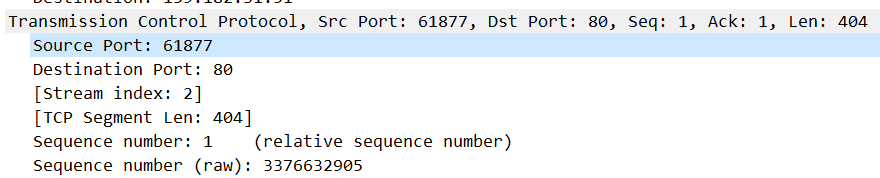 Transmission Control Protocol, Src Port: 61877, Dst Port: 80, Seq: 1, Ack: 1, Len: 404
Source Port: 61877
Destination Port: 80
[Stream index: 2]
[TCP Segment Len: 404]
Sequence number: 1    (relative sequence number)
Sequence number (raw): 3376632905